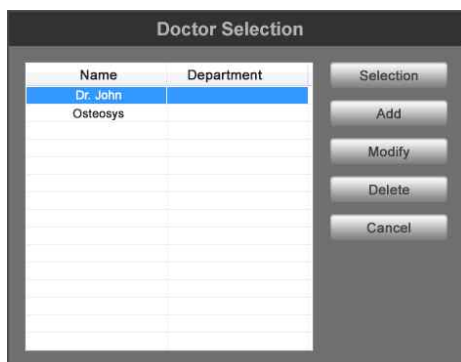 Doctor Selection
Name Department
Dr. John
Osteosys
Selection
Add
Modify
Delete
Cancel